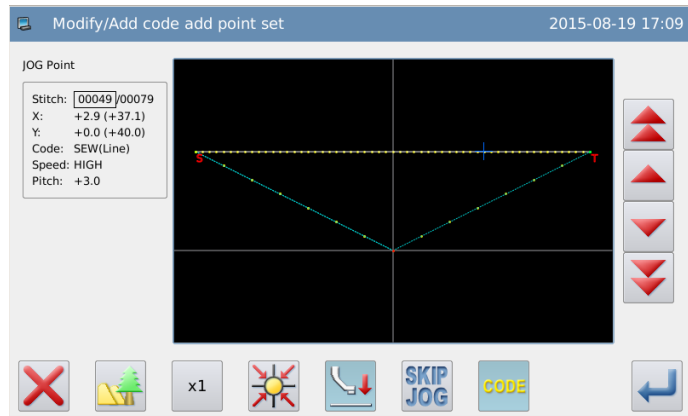 Modify/Add code add point set 2015-08-19 17:09
JOG Point
Stitch: 00049/00079
X: +2.9 (+37.1)
Y: +0.0 (+40.0)
Code: SEW(Line)
Speed: HIGH
Pitch: +3.0
S T
x1 SKIP JOG CODE